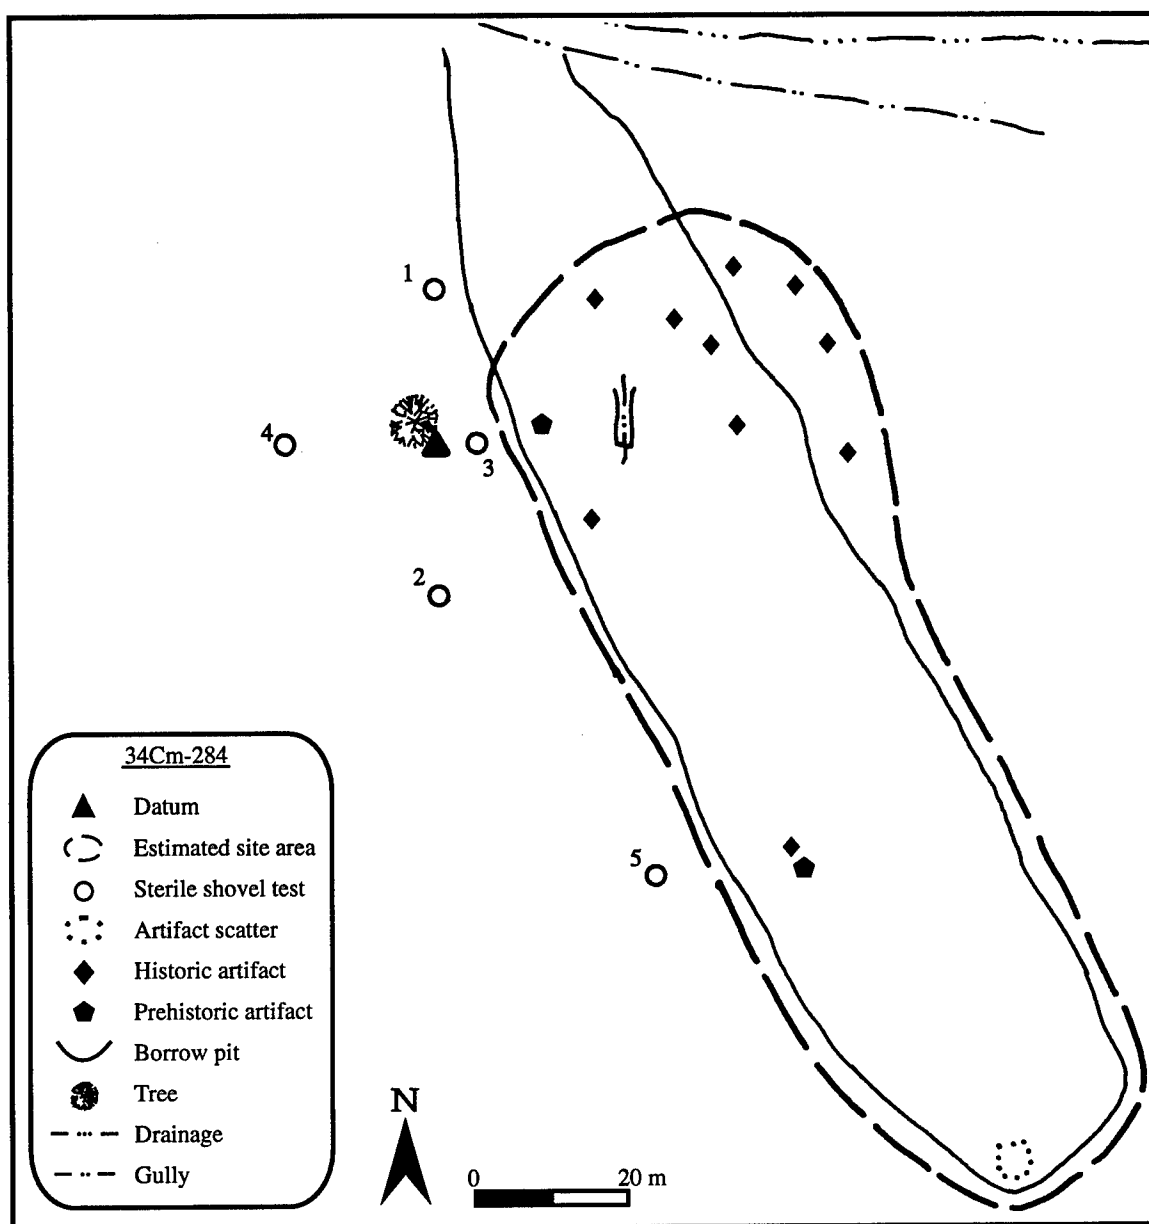 1
4
3
2
5
34Cm-284
Datum
Estimated site area
Sterile shovel test
Artifact scatter
Historic artifact
Prehistoric artifact
Borrow pit
Tree
Drainage
Gully
N
0 20 m